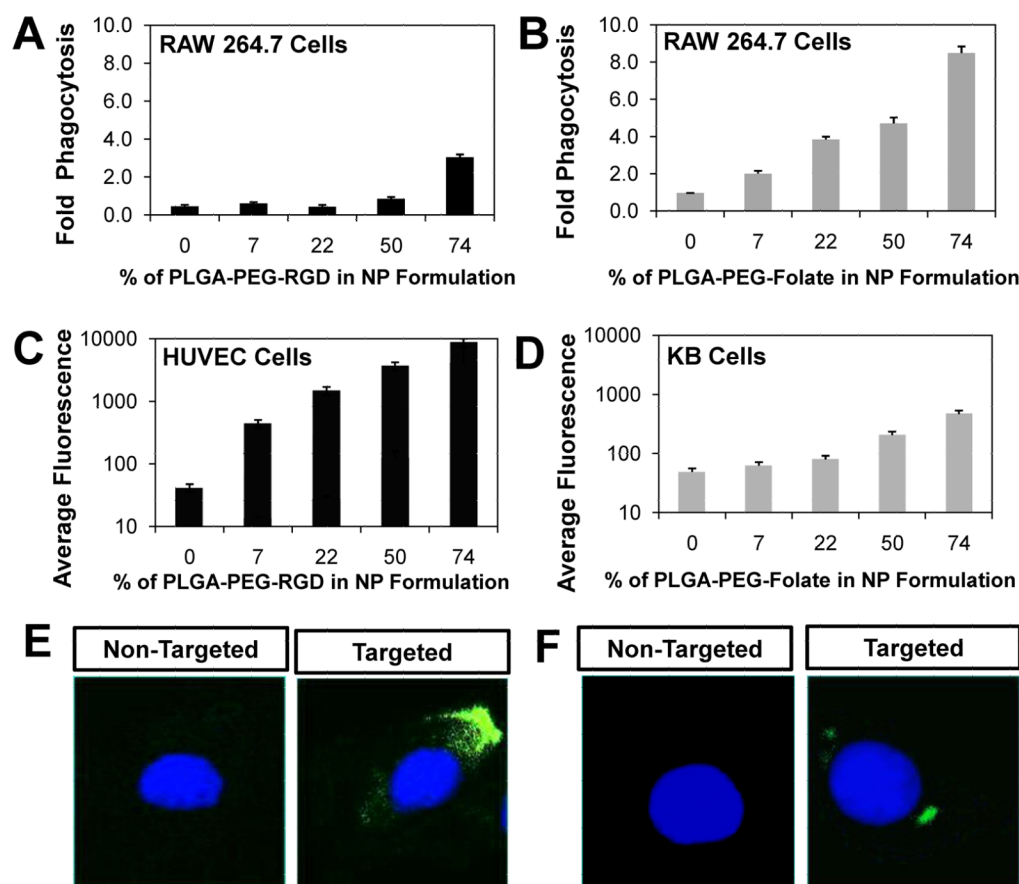 A
RAW 264.7 Cells
Fold Phagocytosis
10.0
8.0
6.0
4.0
2.0
0.0
0 7 22 50 74
% of PLGA-PEG-RGD in NP Formulation
B
RAW 264.7 Cells
Fold Phagocytosis
10.0
8.0
6.0
4.0
2.0
0.0
0 7 22 50 74
% of PLGA-PEG-Folate in NP Formulation
C
HUVEC Cells
Average Fluorescence
10000
1000
100
10
0 7 22 50 74
% of PLGA-PEG-RGD in NP Formulation
D
KB Cells
Average Fluorescence
10000
1000
100
10
0 7 22 50 74
% of PLGA-PEG-Folate in NP Formulation
E
Non-Targeted
Targeted
F
Non-Targeted
Targeted